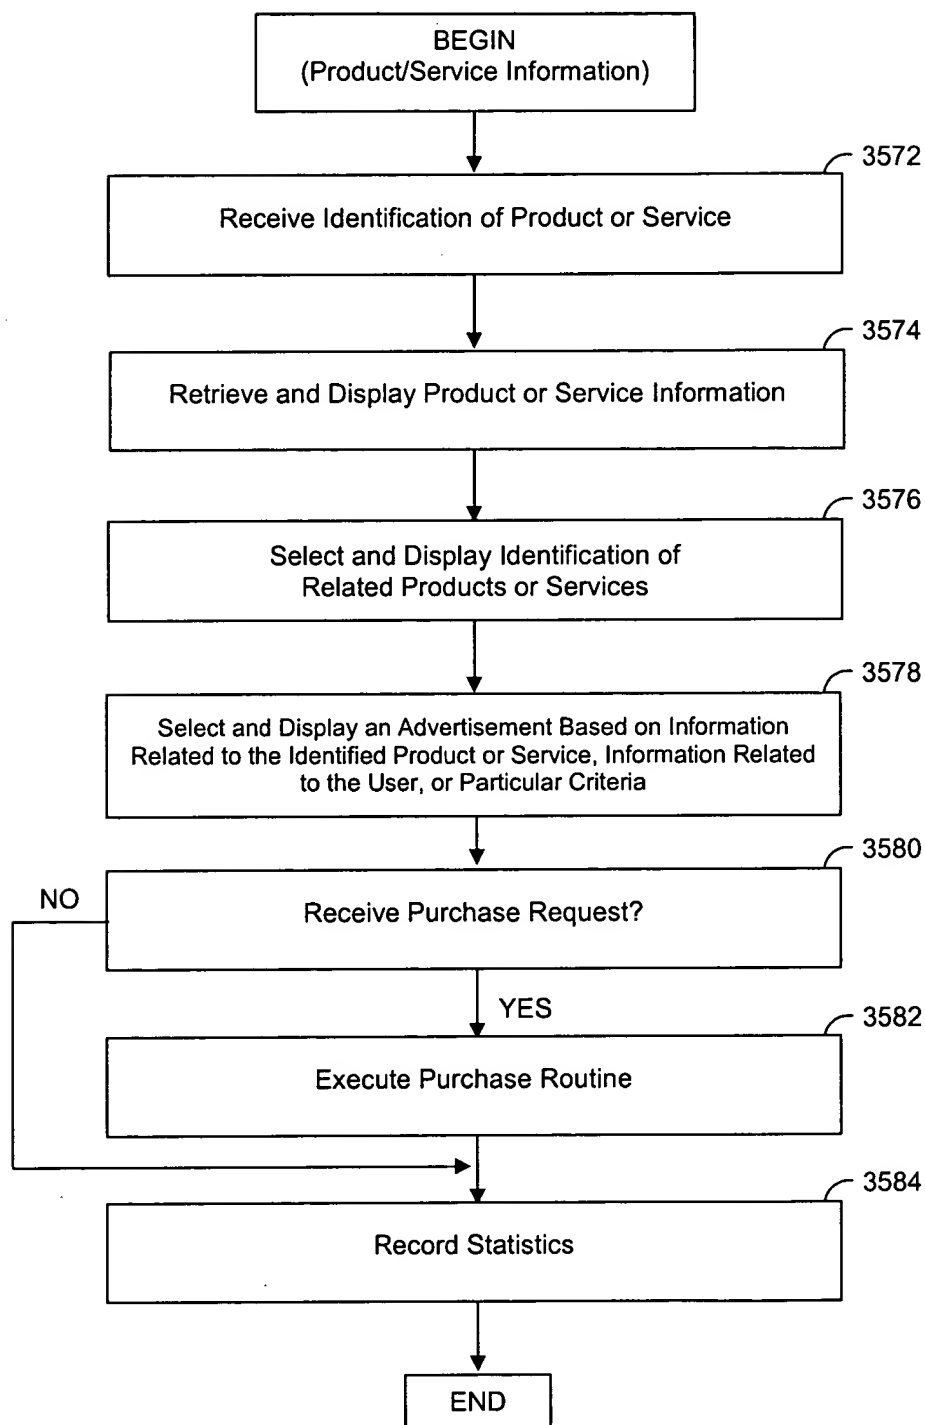 BEGIN
(Product/Service Information)
3572
Receive Identification of Product or Service
3574
Retrieve and Display Product or Service Information
3576
Select and Display Identification of
Related Products or Services
3578
Select and Display an Advertisement Based on Information
Related to the Identified Product or Service, Information Related
to the User, or Particular Criteria
3580
NO
Receive Purchase Request?
YES
3582
Execute Purchase Routine
3584
Record Statistics
END